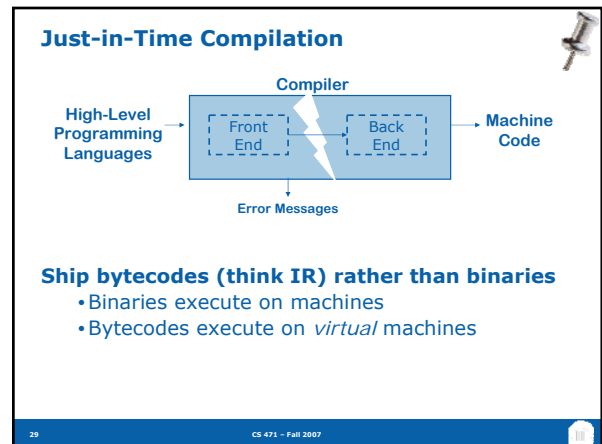 Just-in-Time Compilation
Compiler
High-Level
Programming
Languages
Front
End
Back
End
Machine
Code
Error Messages
Ship bytecodes (think IR) rather than binaries
•Binaries execute on machines
•Bytecodes execute on virtual machines
29
CS 471 – Fall 2007